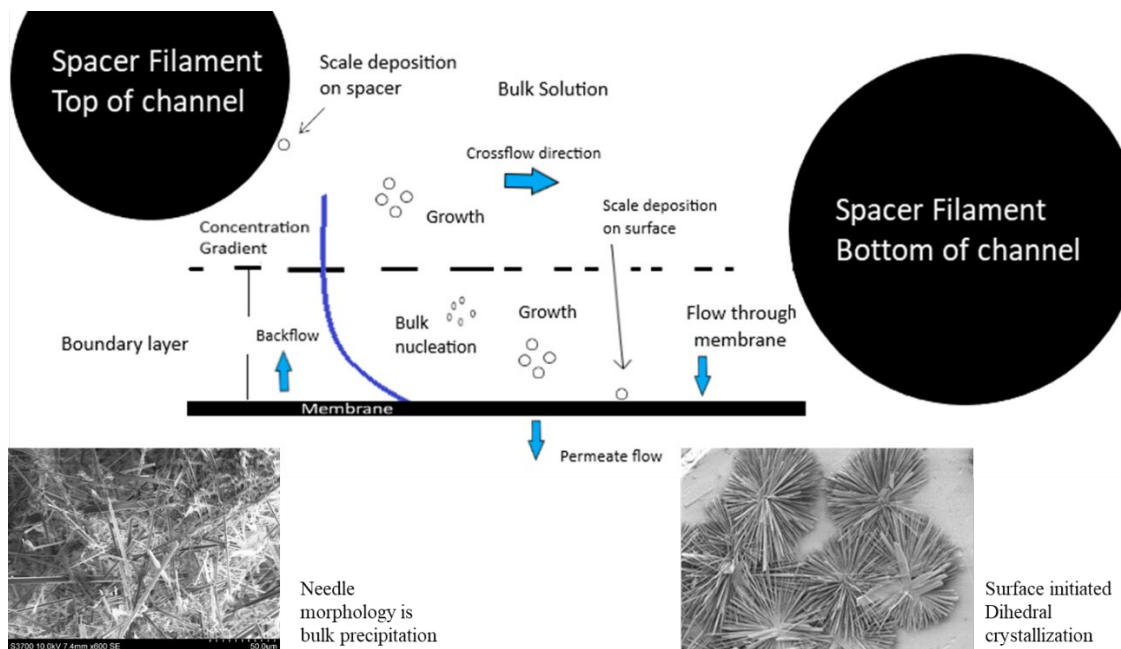 Spacer Filament
Top of channel
Scale deposition
on spacer
Bulk Solution
Crossflow direction
Growth
Scale deposition
on surface
Spacer Filament
Bottom of channel
Concentration
Gradient
Boundary layer
Backflow
Bulk
nucleation
Growth
Flow through
membrane
Membrane
Permeate flow
Needle
morphology is
bulk precipitation
S3700 10.0kV 7.4mm x600 SE
50.0um
Surface initiated
Dihedral
crystallization